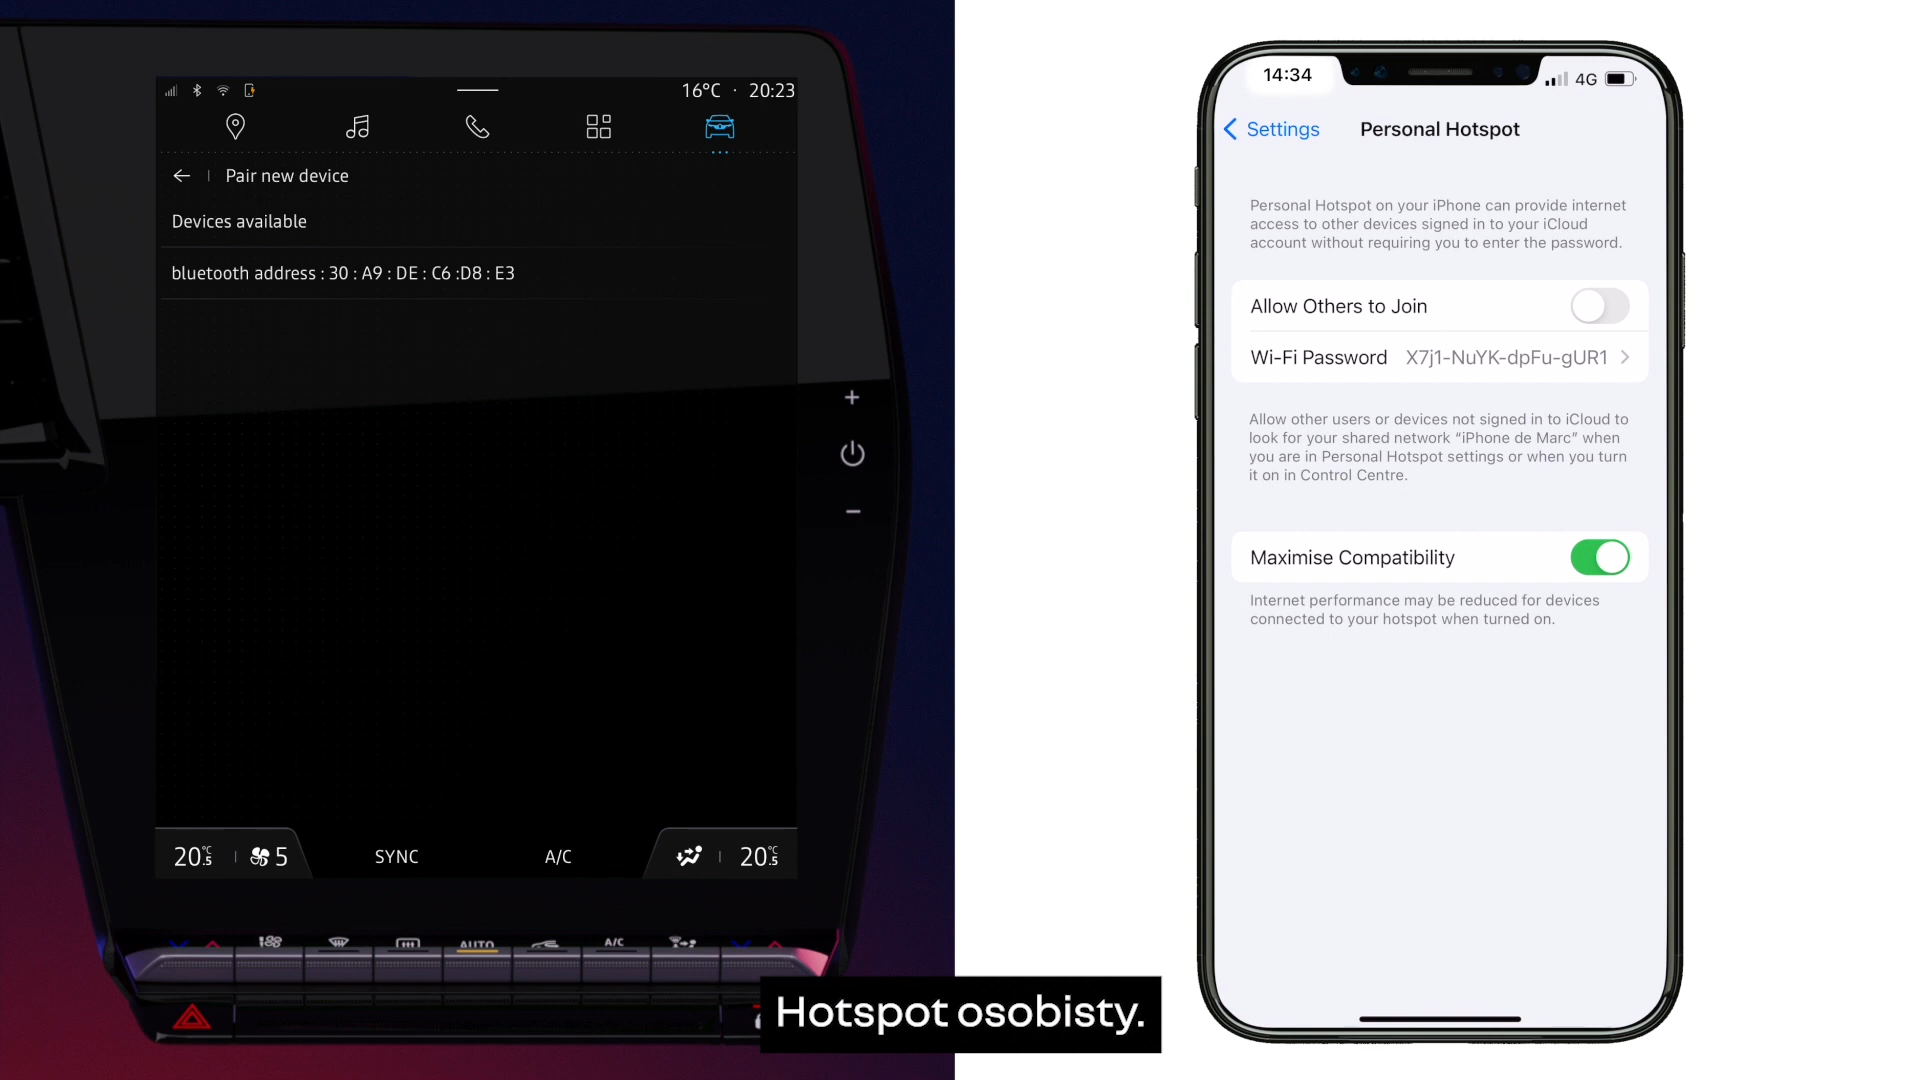 16°C · 20:23
Pair new device
Devices available
bluetooth address : 30 : A9 : DE : C6 :D8 : E3
20.5°C
5
SYNC
A/C
20.5°C
AUTO
A/C
14:34
4G
Settings
Personal Hotspot
Personal Hotspot on your iPhone can provide internet
access to other devices signed in to your iCloud
account without requiring you to enter the password.
Allow Others to Join
Wi-Fi Password X7j1-NuYK-dpFu-gUR1
Allow other users or devices not signed in to iCloud to
look for your shared network “iPhone de Marc” when
you are in Personal Hotspot settings or when you turn
it on in Control Centre.
Maximise Compatibility
Internet performance may be reduced for devices
connected to your hotspot when turned on.
Hotspot osobisty.